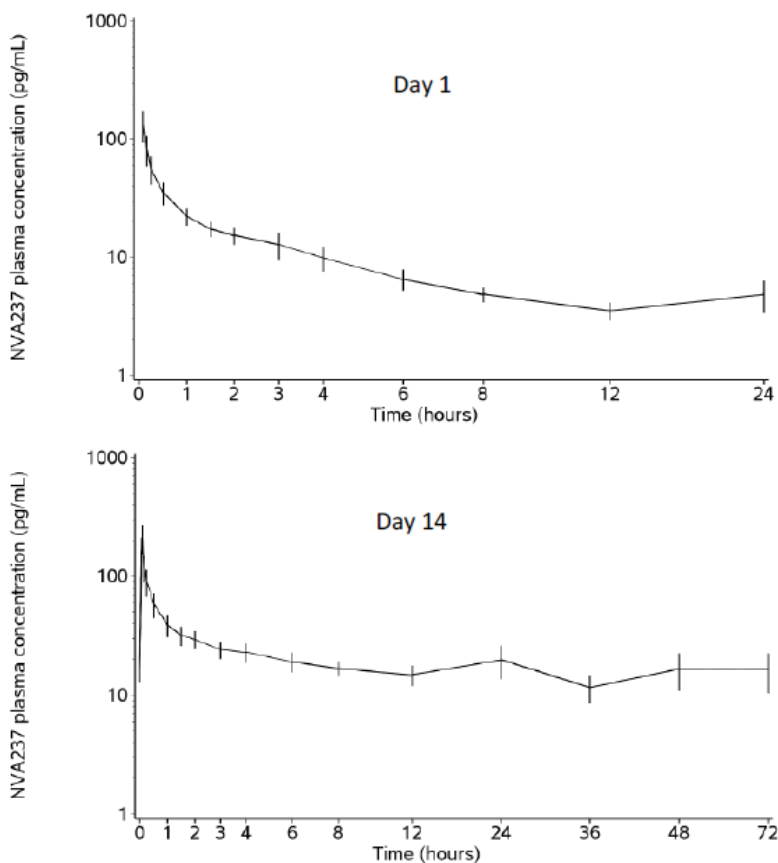 NVA237 plasma concentration (pg/mL)
1000
100
10
1
Day 1
0 1 2 3 4 6 8 12 24
Time (hours)
NVA237 plasma concentration (pg/mL)
1000
100
10
1
Day 14
0 1 2 3 4 6 8 12 24 36 48 72
Time (hours)